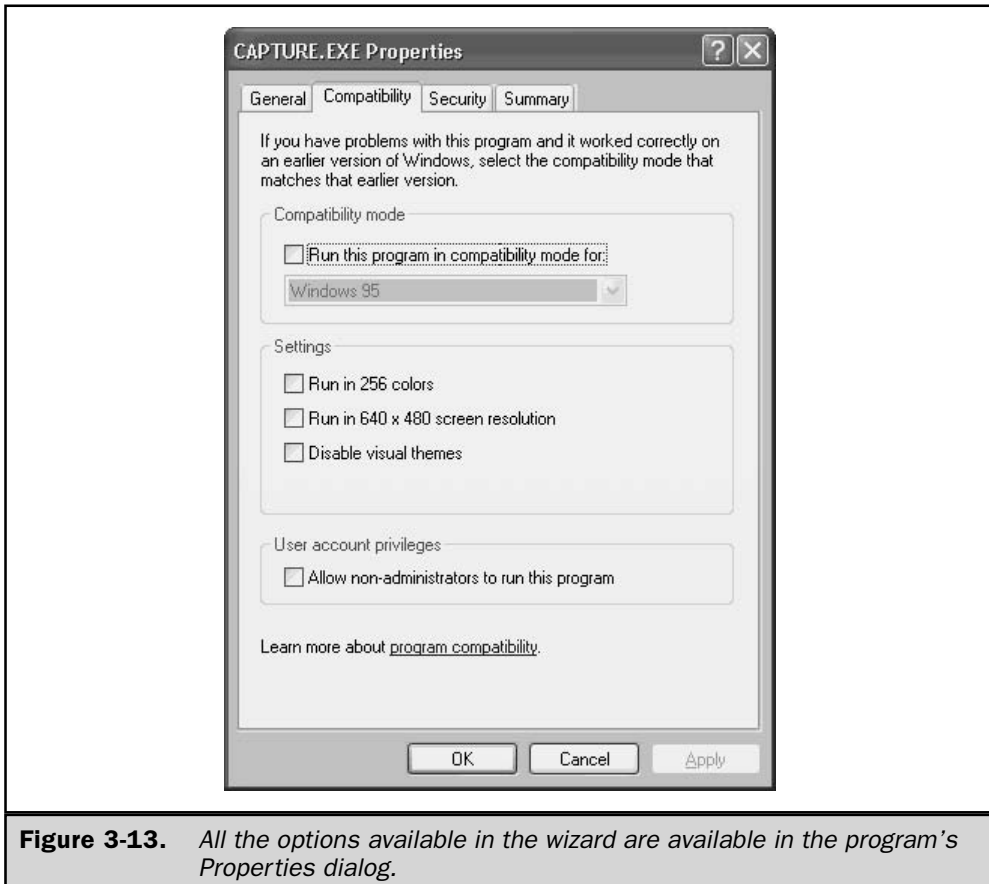 CAPTURE.EXE Properties
General Compatibility Security Summary
If you have problems with this program and it worked correctly on
an earlier version of Windows, select the compatibility mode that
matches that earlier version.
Compatibility mode
Run this program in compatibility mode for:
Windows 95
Settings
Run in 256 colors
Run in 640 x 480 screen resolution
Disable visual themes
User account privileges
Allow non-administrators to run this program
Learn more about program compatibility.
OK Cancel Apply
Figure 3-13. All the options available in the wizard are available in the program's
Properties dialog.